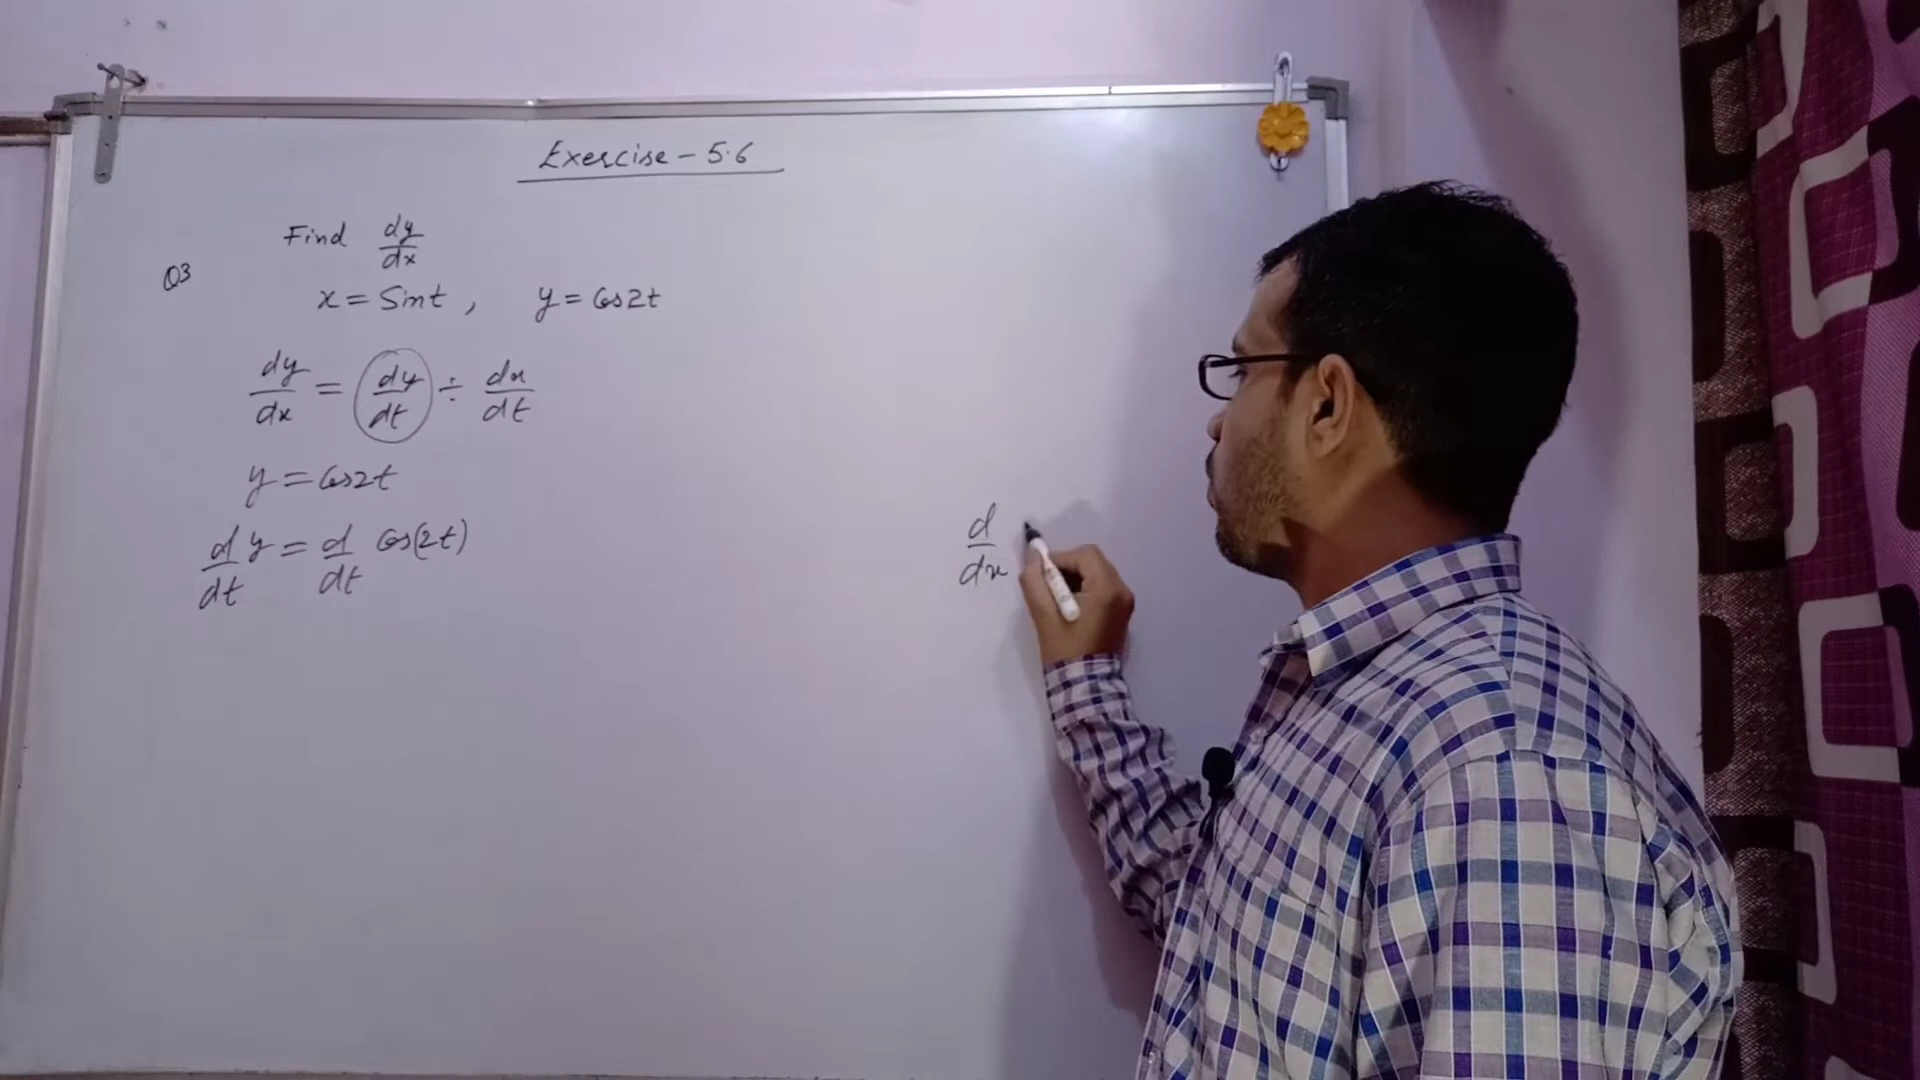 Exercise - 5.6
Find dy/dx
Q3
x = Sint , y = Cos2t
dy/dx = dy/dt ÷ dx/dt
y = Cos2t
d/dt y = d/dt Cos(2t)
d/dx